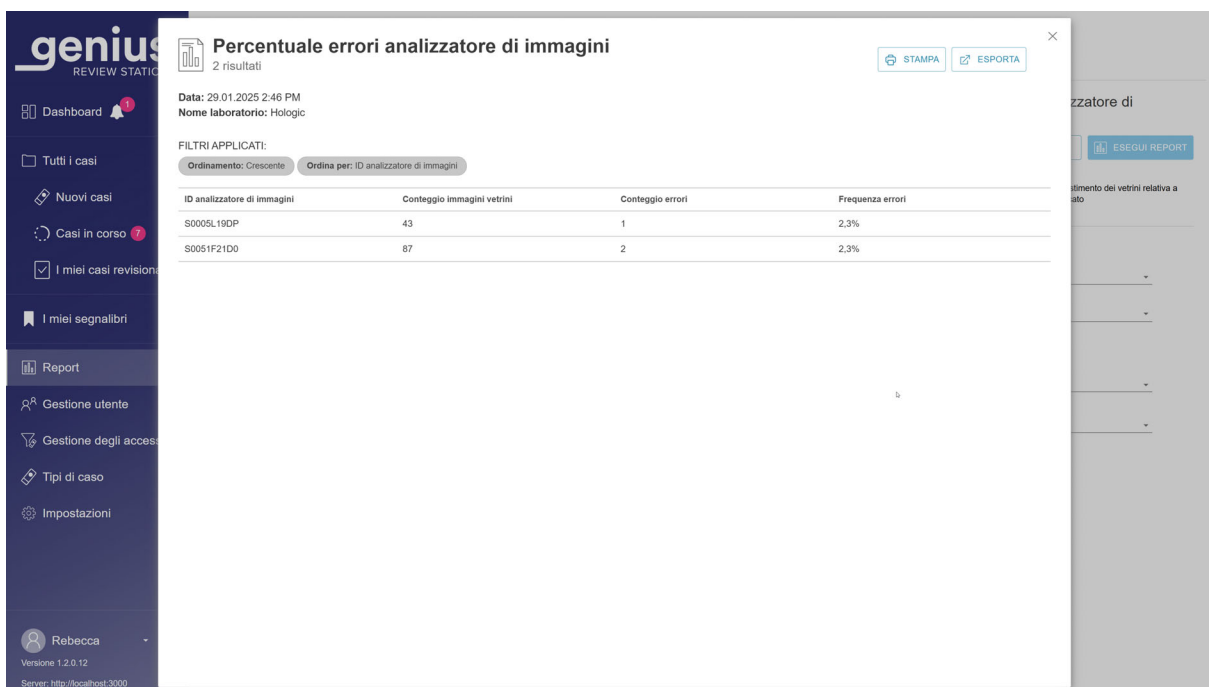 genius
REVIEW STATIO
Dashboard 1
Tutti i casi
Nuovi casi
Casi in corso 7
I miei casi revisiona
I miei segnalibri
Report
Gestione utente
Gestione degli access
Tipi di caso
Impostazioni
Rebecca
Versione 1.2.0.12
Server: http://localhost:3000
Percentuale errori analizzatore di immagini
2 risultati
STAMPA ESPORTA
Data: 29.01.2025 2:46 PM
Nome laboratorio: Hologic
FILTRI APPLICATI:
Ordinamento: Crescente Ordina per: ID analizzatore di immagini
ID analizzatore di immagini Conteggio immagini vetrini Conteggio errori Frequenza errori
S0005L19DP 43 1 2,3%
S0051F21D0 87 2 2,3%
zzatore di
ESEGUI REPORT
stimento dei vetrini relativa a
ato